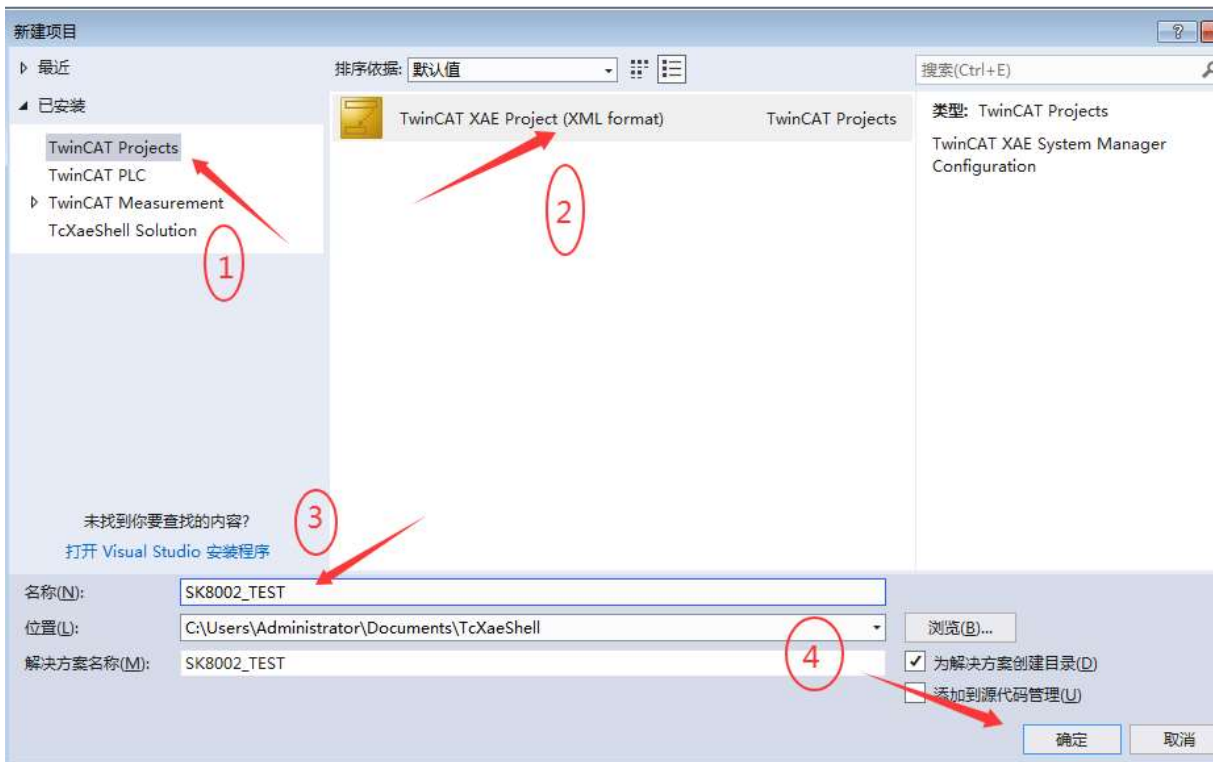 新建项目
最近
排序依据: 默认值
搜索(Ctrl+E)
已安装
TwinCAT Projects
TwinCAT PLC
TwinCAT Measurement
TcXaeShell Solution
1
TwinCAT XAE Project (XML format) TwinCAT Projects
2
类型: TwinCAT Projects
TwinCAT XAE System Manager
Configuration
未找到你要查找的内容?
打开 Visual Studio 安装程序
3
名称(N): SK8002_TEST
位置(L): C:\Users\Administrator\Documents\TcXaeShell 浏览(B)...
解决方案名称(M): SK8002_TEST
4
为解决方案创建目录(D)
添加到源代码管理(U)
确定 取消